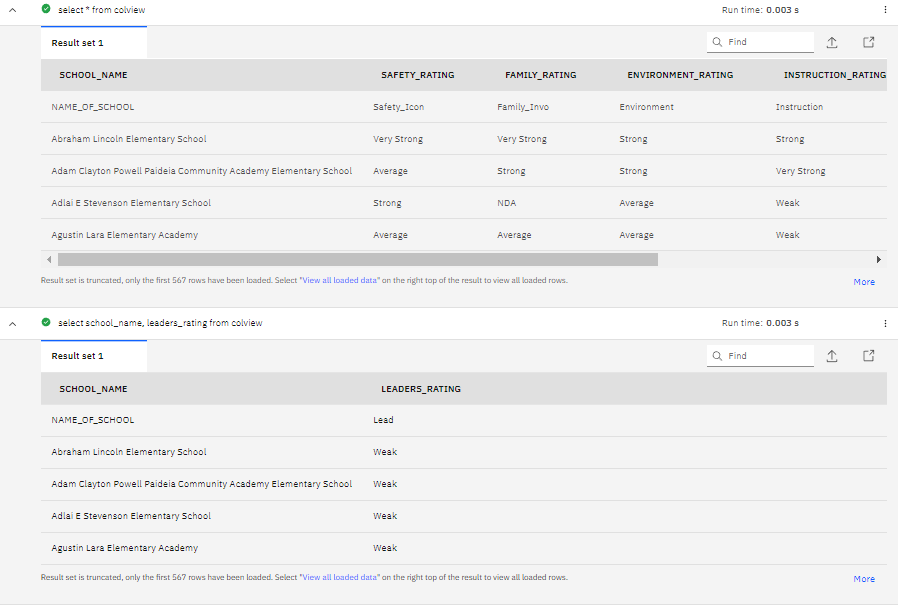 select * from colview Run time: 0.003 s
Result set 1 Find
SCHOOL_NAME SAFETY_RATING FAMILY_RATING ENVIRONMENT_RATING INSTRUCTION_RATING
NAME_OF_SCHOOL Safety_Icon Family_Invo Environment Instruction
Abraham Lincoln Elementary School Very Strong Very Strong Strong Strong
Adam Clayton Powell Paideia Community Academy Elementary School Average Strong Strong Very Strong
Adlai E Stevenson Elementary School Strong NDA Average Weak
Agustin Lara Elementary Academy Average Average Average Weak
Result set is truncated, only the first 567 rows have been loaded. Select "View all loaded data" on the right top of the result to view all loaded rows. More
select school_name, leaders_rating from colview Run time: 0.003 s
Result set 1 Find
SCHOOL_NAME LEADERS_RATING
NAME_OF_SCHOOL Lead
Abraham Lincoln Elementary School Weak
Adam Clayton Powell Paideia Community Academy Elementary School Weak
Adlai E Stevenson Elementary School Weak
Agustin Lara Elementary Academy Weak
Result set is truncated, only the first 567 rows have been loaded. Select "View all loaded data" on the right top of the result to view all loaded rows. More